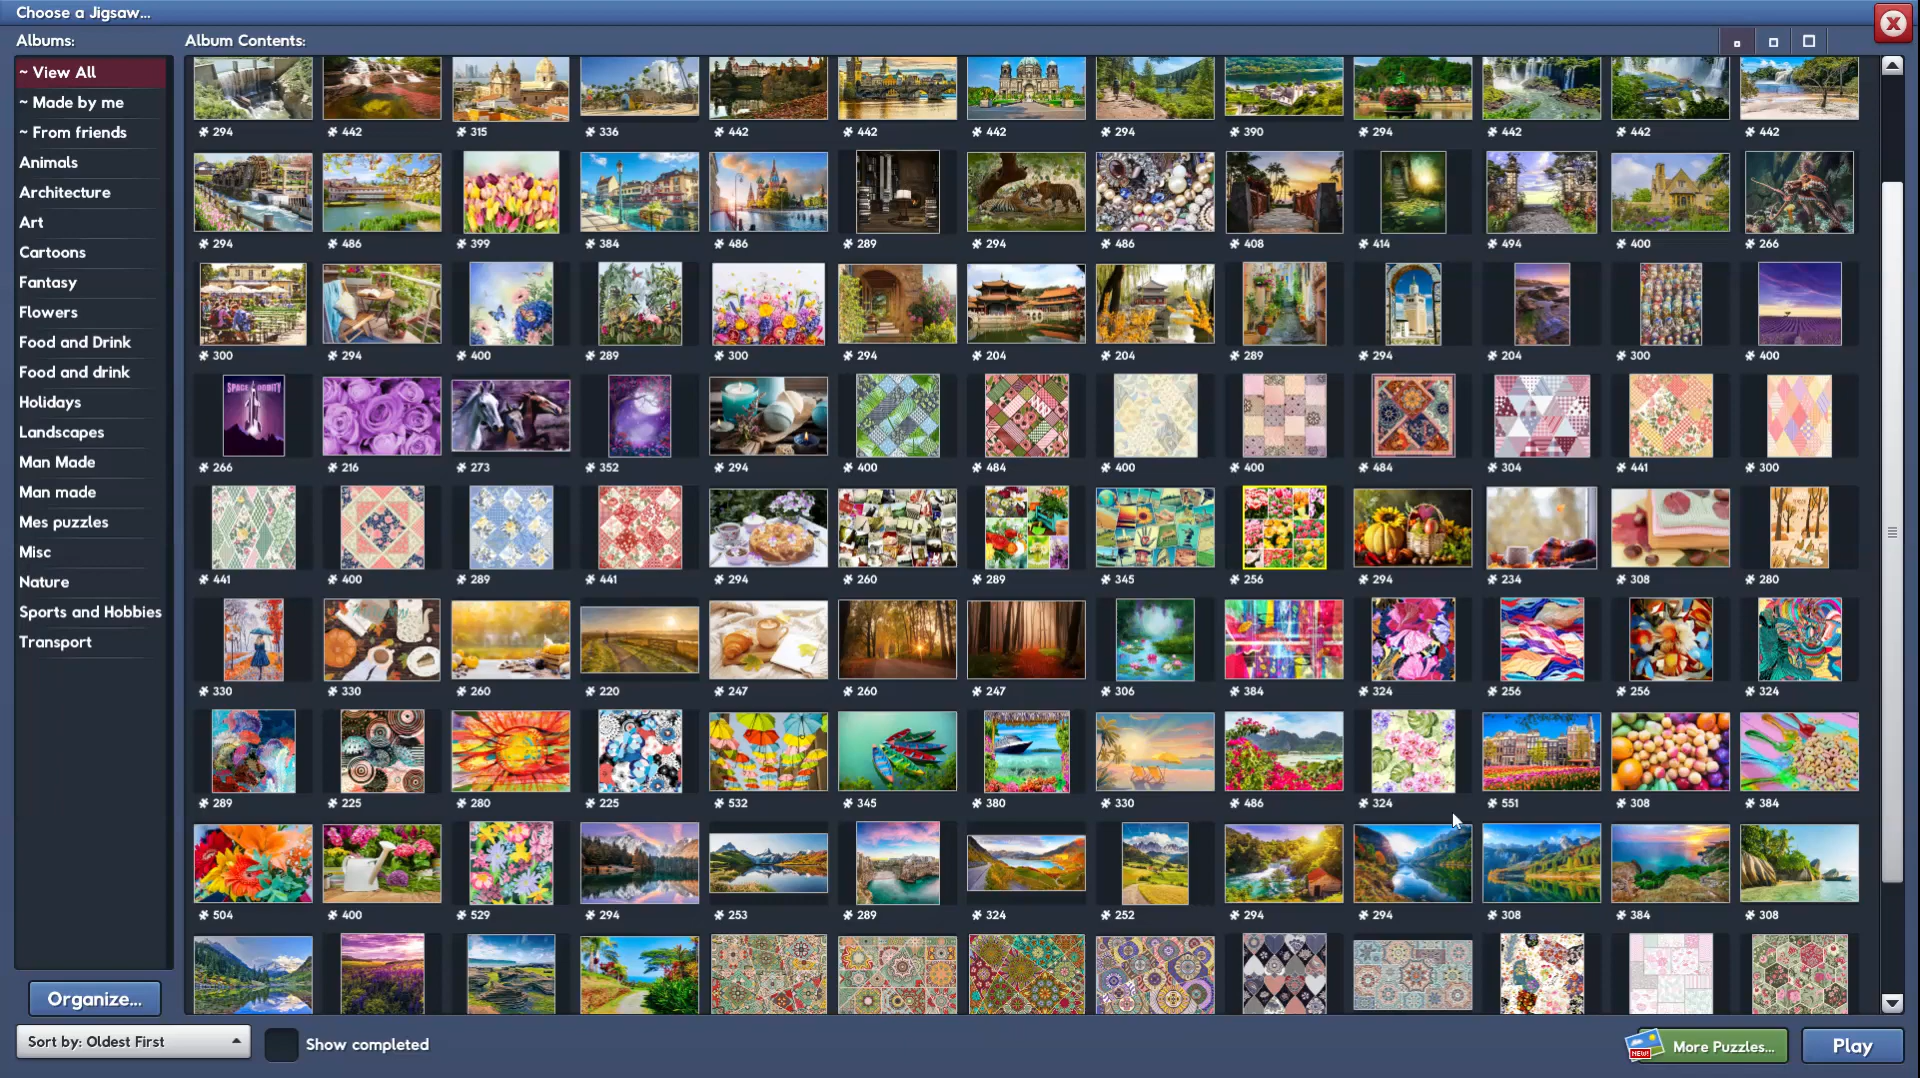 Choose a Jigsaw...
Albums:
Album Contents:
~ View All
~ Made by me
~ From friends
Animals
Architecture
Art
Cartoons
Fantasy
Flowers
Food and Drink
Food and drink
Holidays
Landscapes
Man Made
Man made
Mes puzzles
Misc
Nature
Sports and Hobbies
Transport
294 442 315 336 442 442 442 294 390 294 442 442 442
294 486 399 384 486 289 294 486 408 414 494 400 266
300 294 400 289 300 294 204 204 289 294 204 300 400
SPACE ODDITY
266 216 273 352 294 400 484 400 400 484 304 441 300
441 400 289 441 294 260 289 345 256 294 234 308 280
330 330 260 220 247 260 247 306 384 324 256 256 324
289 225 280 225 532 345 380 330 486 324 551 308 384
504 400 529 294 253 289 324 252 294 294 308 384 308
Organize...
Sort by: Oldest First
Show completed
NEW!
More Puzzles...
Play